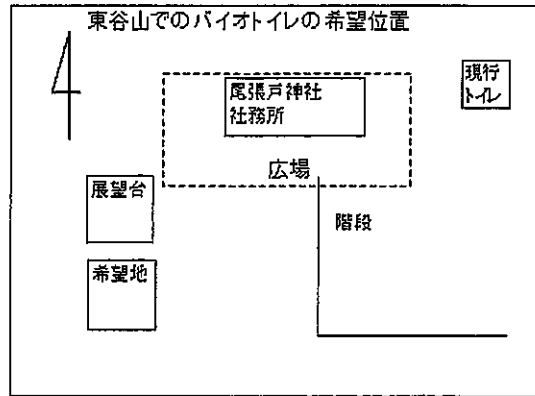 東谷山でのバイオトイレの希望位置
現行
トイレ
尾張戸神社
社務所
広場
展望台
階段
希望地